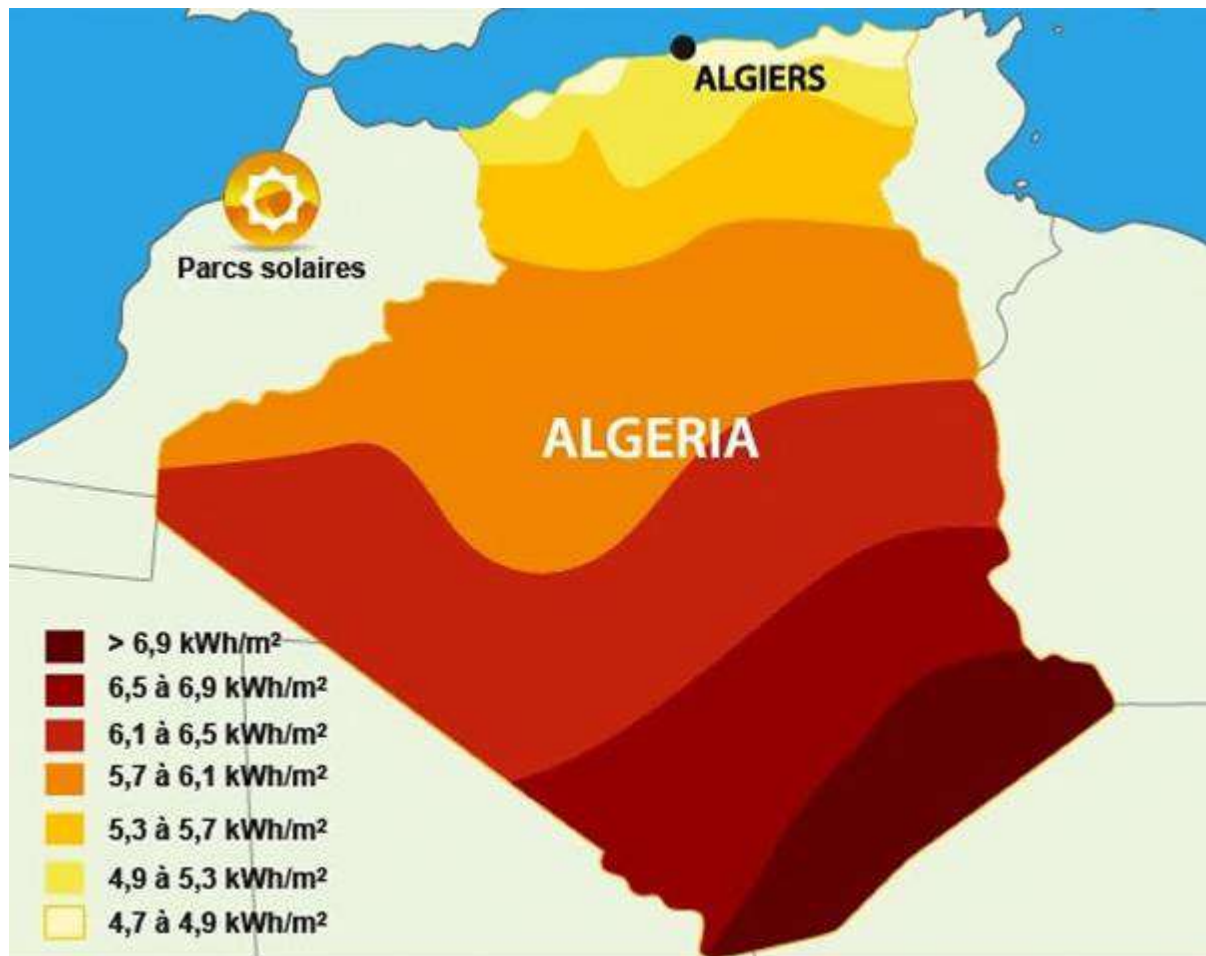 ALGIERS
Parcs solaires
ALGERIA
> 6,9 kWh/m²
6,5 à 6,9 kWh/m²
6,1 à 6,5 kWh/m²
5,7 à 6,1 kWh/m²
5,3 à 5,7 kWh/m²
4,9 à 5,3 kWh/m²
4,7 à 4,9 kWh/m²